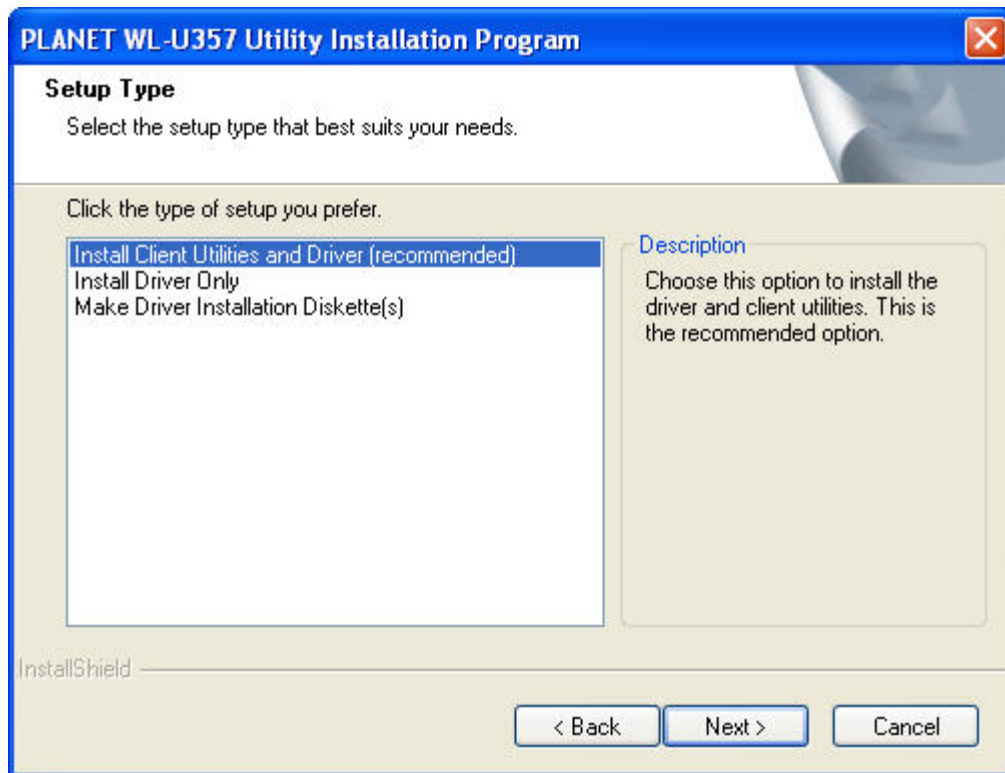 PLANET WL-U357 Utility Installation Program
Setup Type
Select the setup type that best suits your needs.
Click the type of setup you prefer.
Install Client Utilities and Driver (recommended)
Install Driver Only
Make Driver Installation Diskette(s)
Description
Choose this option to install the
driver and client utilities. This is
the recommended option.
InstallShield
< Back
Next >
Cancel